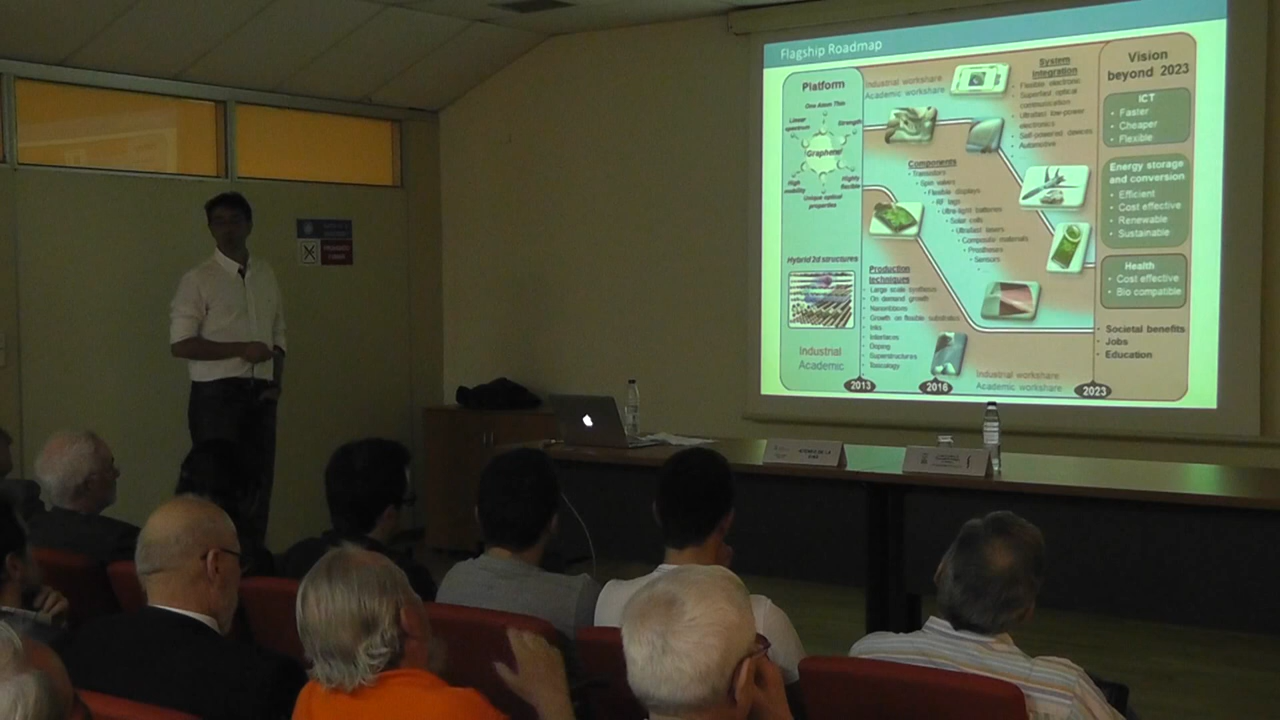 Flagship Roadmap
Platform
One Atom Thin
Linear
spectrum
Strength
Graphene
High
mobility
Highly
flexible
Unique optical
properties
Hybrid 2d structures
Industrial
Academic
Industrial workshare
Academic workshare
System
integration
Flexible electronic
Superfast optical
communication
Ultrafast low-power
electronics
Self-powered devices
Automotive
Components
• Transistors
• Spin valves
• Flexible displays
• RF tags
• Ultra-light batteries
• Solar cells
• Ultrafast lasers
• Composite materials
• Prostheses
• Sensors
Production
techniques
• Large scale synthesis
• On demand growth
• Nanoribbons
• Growth on flexible substrates
• Inks
• Interfaces
• Doping
• Superstructures
• Toxicology
Industrial workshare
Academic workshare
2013
2016
2023
Vision
beyond 2023
ICT
• Faster
• Cheaper
• Flexible
Energy storage
and conversion
• Efficient
• Cost effective
• Renewable
• Sustainable
Health
• Cost effective
• Bio compatible
• Societal benefits
• Jobs
• Education